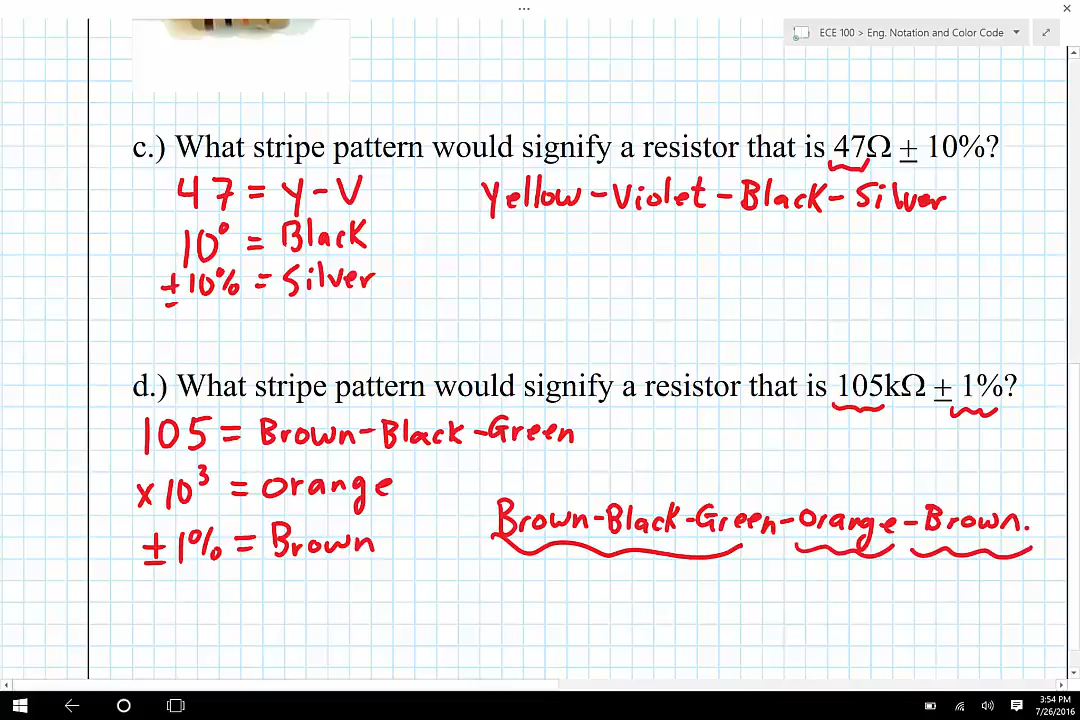 ...
ECE 100 > Eng. Notation and Color Code
c.) What stripe pattern would signify a resistor that is 47Ω ± 10%?
47 = Y-V
Yellow-Violet-Black-Silver
10⁰ = Black
±10% = Silver
d.) What stripe pattern would signify a resistor that is 105kΩ ± 1%?
105 = Brown-Black-Green
x10³ = Orange
Brown-Black-Green-Orange-Brown.
±1% = Brown
3:54 PM
7/26/2016